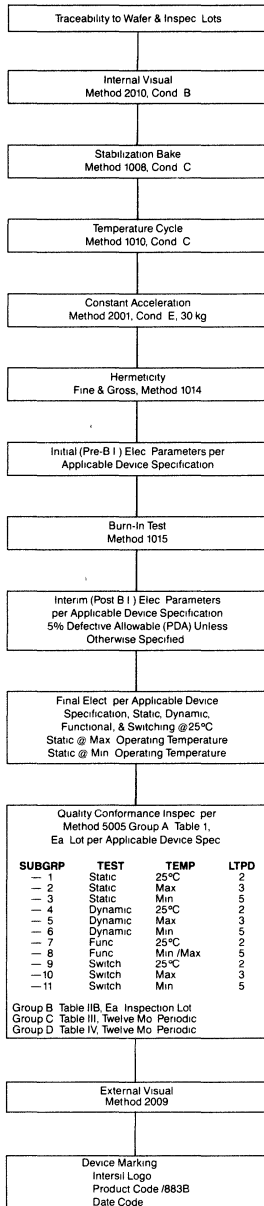 Traceability to Wafer & Inspec Lots
Internal Visual
Method 2010, Cond B
Stabilization Bake
Method 1008, Cond C
Temperature Cycle
Method 1010, Cond C
Constant Acceleration
Method 2001, Cond E, 30 kg
Hermeticity
Fine & Gross, Method 1014
Initial (Pre-B I ) Elec Parameters per
Applicable Device Specification
Burn-In Test
Method 1015
Interim (Post B I ) Elec Parameters
per Applicable Device Specification
5% Defective Allowable (PDA) Unless
Otherwise Specified
Final Elect per Applicable Device
Specification, Static, Dynamic,
Functional, & Switching @25°C
Static @ Max Operating Temperature
Static @ Min Operating Temperature
Quality Conformance Inspec per
Method 5005 Group A Table 1,
Ea Lot per Applicable Device Spec
SUBGRP TEST TEMP LTPD
— 1 Static 25°C 2
— 2 Static Max 3
— 3 Static Min 5
— 4 Dynamic 25°C 2
— 5 Dynamic Max 3
— 6 Dynamic Min 5
— 7 Func 25°C 2
— 8 Func Min /Max 5
— 9 Switch 25°C 2
—10 Switch Max 3
—11 Switch Min 5
Group B Table IIB, Ea Inspection Lot
Group C Table III, Twelve Mo Periodic
Group D Table IV, Twelve Mo Periodic
External Visual
Method 2009
Device Marking
Intersil Logo
Product Code /883B
Date Code